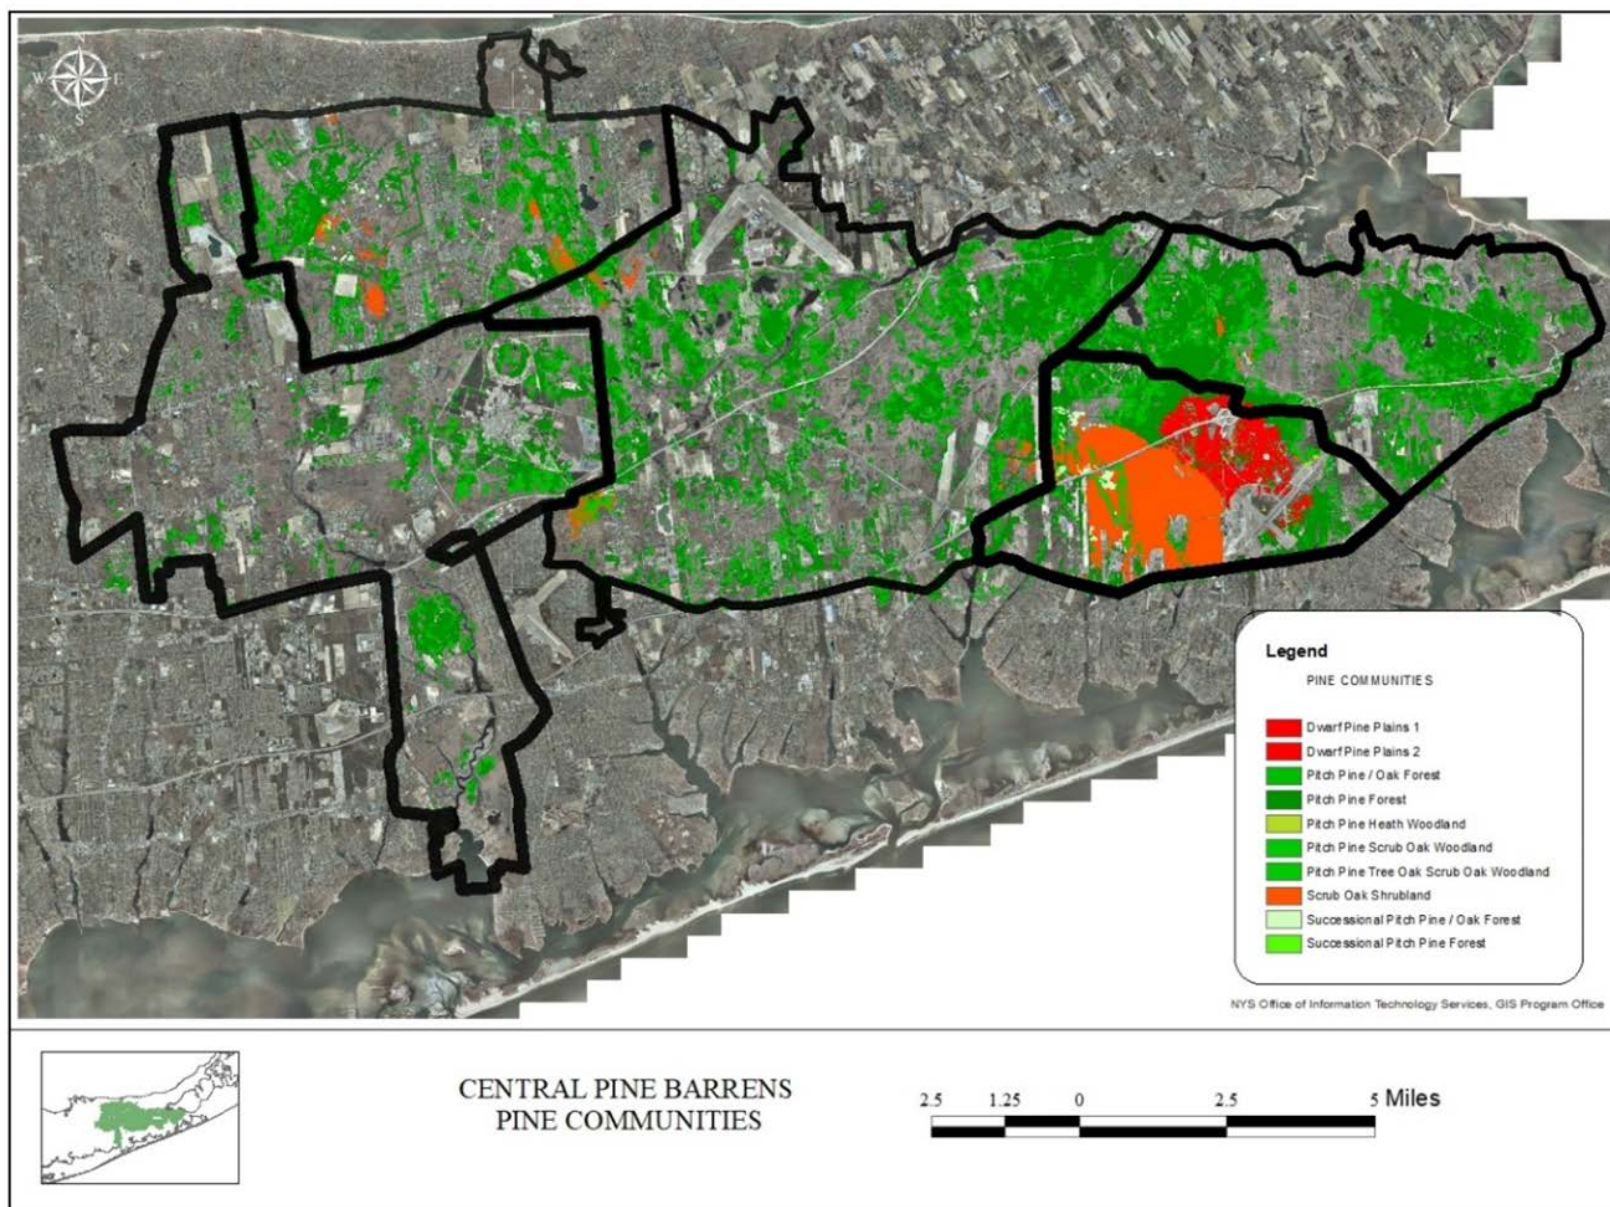 N
W E
S
Legend
PINE COMMUNITIES
Dwarf Pine Plains 1
Dwarf Pine Plains 2
Pitch Pine / Oak Forest
Pitch Pine Forest
Pitch Pine Heath Woodland
Pitch Pine Scrub Oak Woodland
Pitch Pine Tree Oak Scrub Oak Woodland
Scrub Oak Shrubland
Successional Pitch Pine / Oak Forest
Successional Pitch Pine Forest
NYS Office of Information Technology Services, GIS Program Office
CENTRAL PINE BARRENS
PINE COMMUNITIES
2.5 1.25 0 2.5 5 Miles